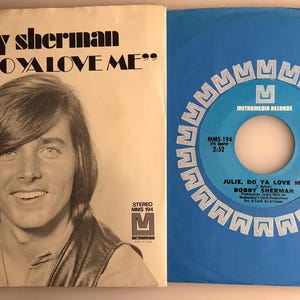 y sherman
O YA LOVE ME"
STEREO
MMS 194
METROMEDIA
RECORDS
METROMEDIA RECORDS
MMS-194
2:52
JULIE, DO YA LOVE M
BOBBY SHERMAN